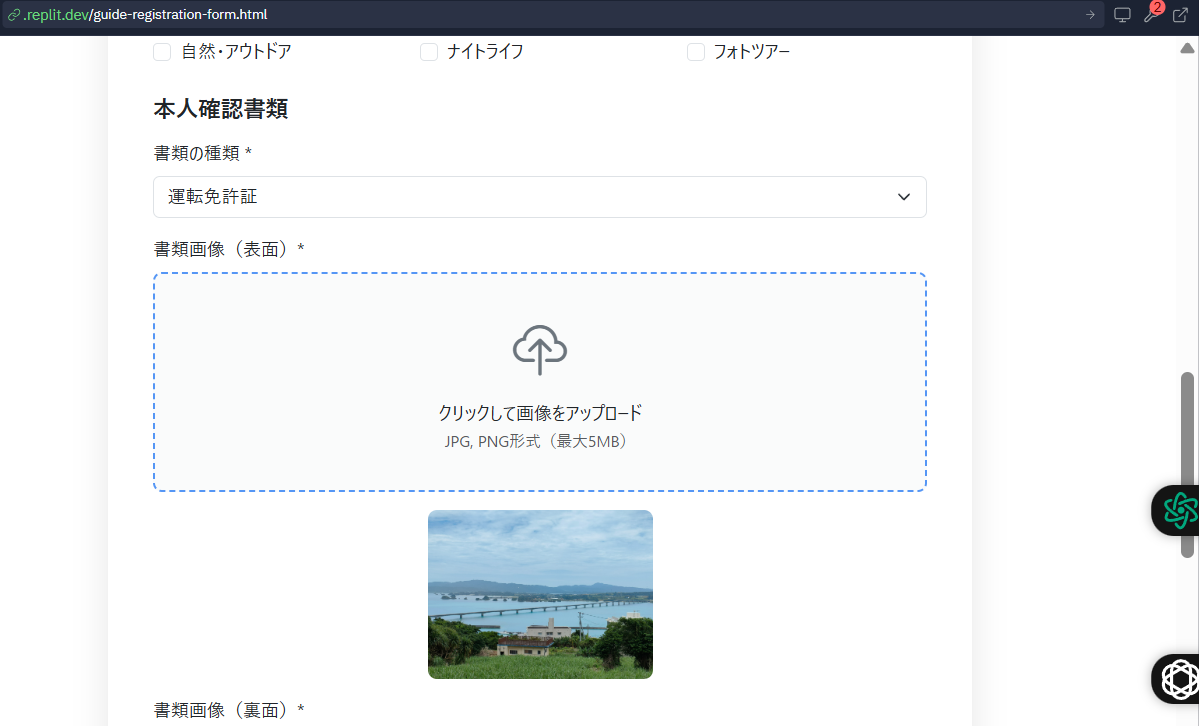 .replit.dev/guide-registration-form.html
2
自然・アウトドア
ナイトライフ
フォトツアー
本人確認書類
書類の種類 *
運転免許証
書類画像（表面）*
クリックして画像をアップロード
JPG, PNG形式（最大5MB）
書類画像（裏面）*